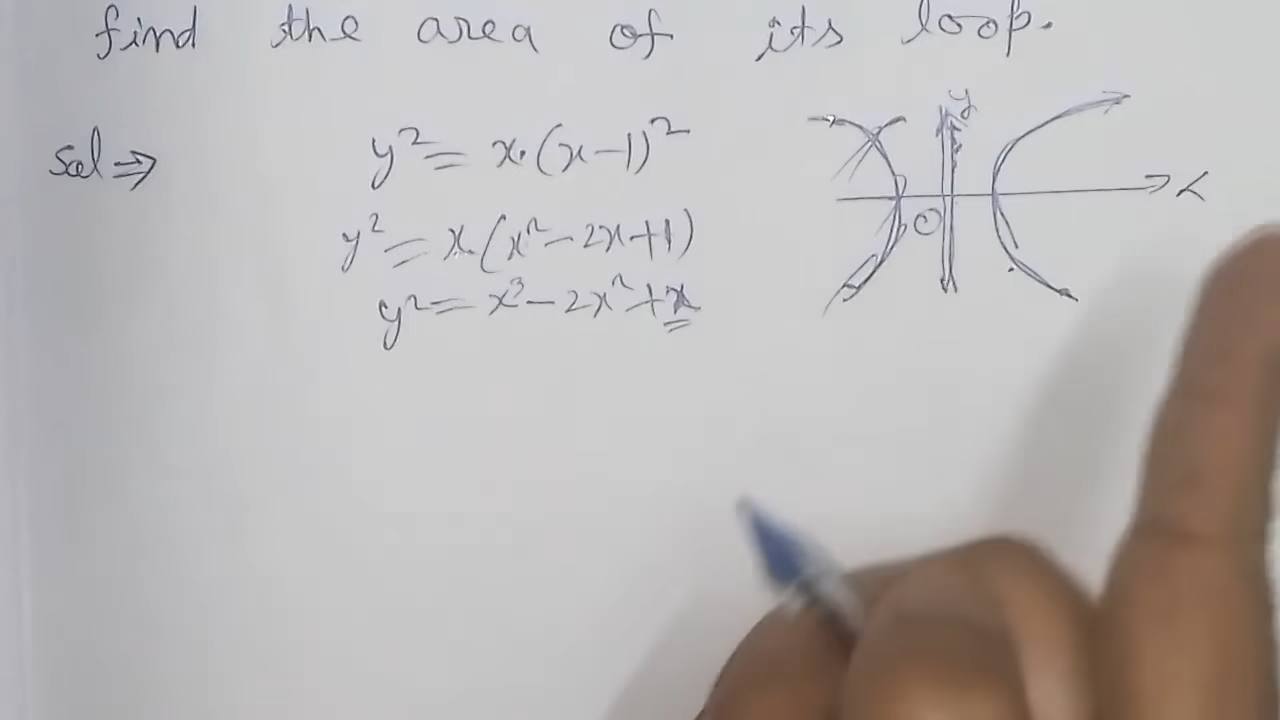 find the area of its loop.
Sol ⇒ y² = x·(x-1)²
y² = x·(x²-2x+1)
y² = x³-2x²+x
y
O